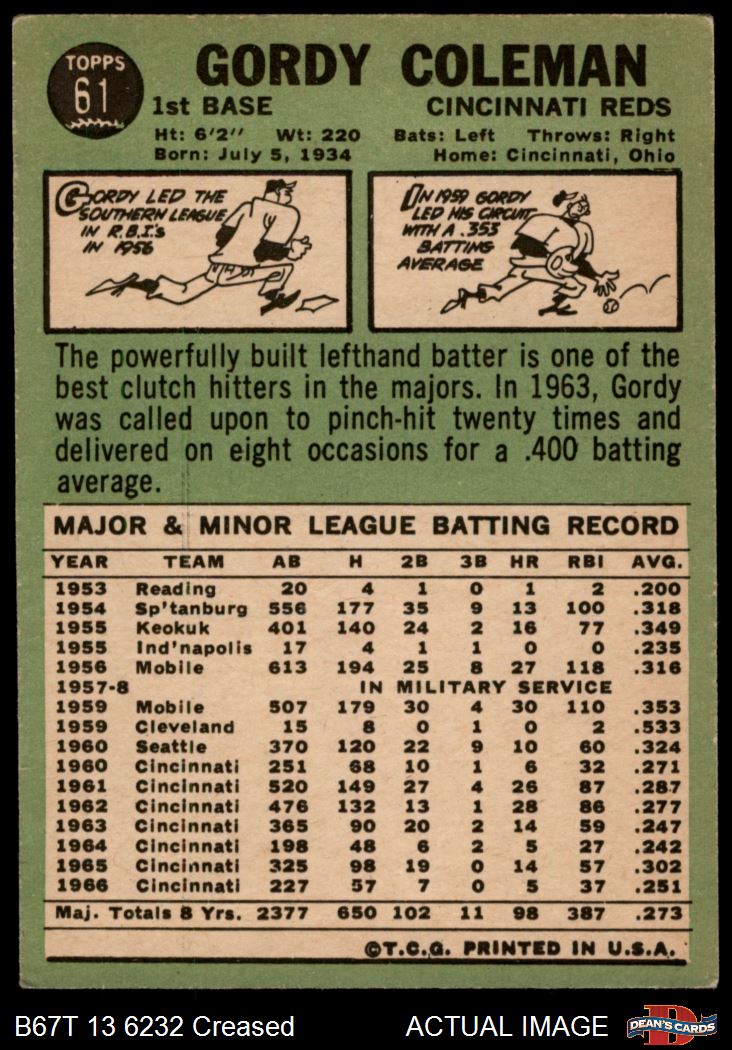 TOPPS
61
GORDY COLEMAN
1st BASE CINCINNATI REDS
Ht: 6'2" Wt: 220 Bats: Left Throws: Right
Born: July 5, 1934 Home: Cincinnati, Ohio
GORDY LED THE
SOUTHERN LEAGUE
IN R.B.I.'s
IN 1956
IN 1959 GORDY
LED HIS CIRCUIT
WITH A .353
BATTING
AVERAGE
The powerfully built lefthand batter is one of the
best clutch hitters in the majors. In 1963, Gordy
was called upon to pinch-hit twenty times and
delivered on eight occasions for a .400 batting
average.
MAJOR & MINOR LEAGUE BATTING RECORD
YEAR TEAM AB H 2B 3B HR RBI AVG.
1953 Reading 20 4 1 0 1 2 .200
1954 Sp'tanburg 556 177 35 9 13 100 .318
1955 Keokuk 401 140 24 2 16 77 .349
1955 Ind'napolis 17 4 1 1 0 0 .235
1956 Mobile 613 194 25 8 27 118 .316
1957-8 IN MILITARY SERVICE
1959 Mobile 507 179 30 4 30 110 .353
1959 Cleveland 15 8 0 1 0 2 .533
1960 Seattle 370 120 22 9 10 60 .324
1960 Cincinnati 251 68 10 1 6 32 .271
1961 Cincinnati 520 149 27 4 26 87 .287
1962 Cincinnati 476 132 13 1 28 86 .277
1963 Cincinnati 365 90 20 2 14 59 .247
1964 Cincinnati 198 48 6 2 5 27 .242
1965 Cincinnati 325 98 19 0 14 57 .302
1966 Cincinnati 227 57 7 0 5 37 .251
Maj. Totals 8 Yrs. 2377 650 102 11 98 387 .273
©T.C.G. PRINTED IN U.S.A.
B67T 13 6232 Creased ACTUAL IMAGE
D
DEAN'S CARDS